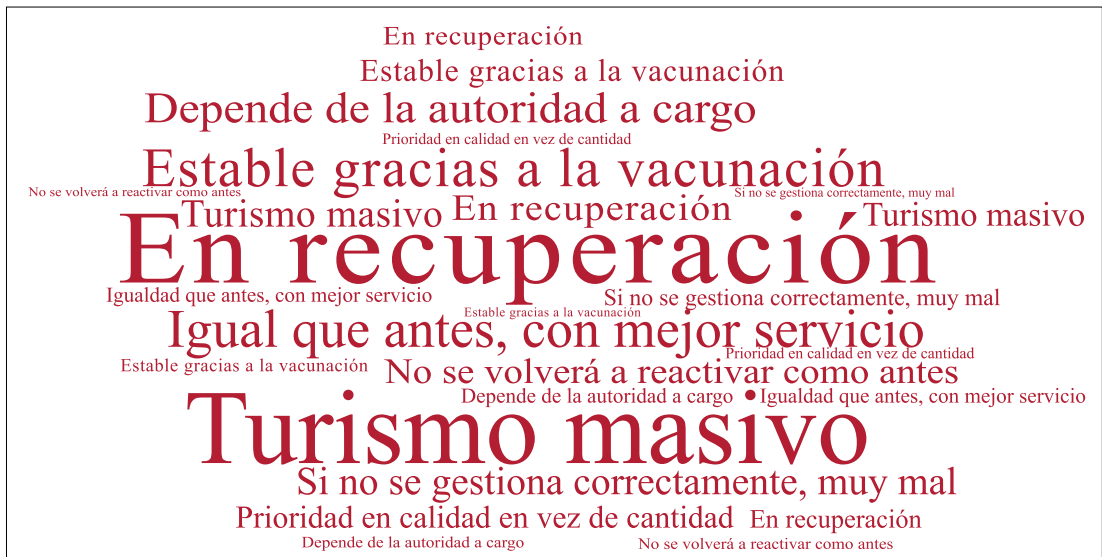 En recuperación
Estable gracias a la vacunación
Depende de la autoridad a cargo
Prioridad en calidad en vez de cantidad
Estable gracias a la vacunación
No se volverá a reactivar como antes
Si no se gestiona correctamente, muy mal
Turismo masivo
En recuperación
Turismo masivo
En recuperación
Igualdad que antes, con mejor servicio
Si no se gestiona correctamente, muy mal
Estable gracias a la vacunación
Igual que antes, con mejor servicio
Prioridad en calidad en vez de cantidad
Estable gracias a la vacunación
No se volverá a reactivar como antes
Depende de la autoridad a cargo
Igualdad que antes, con mejor servicio
Turismo masivo
Si no se gestiona correctamente, muy mal
Prioridad en calidad en vez de cantidad
En recuperación
Depende de la autoridad a cargo
No se volverá a reactivar como antes